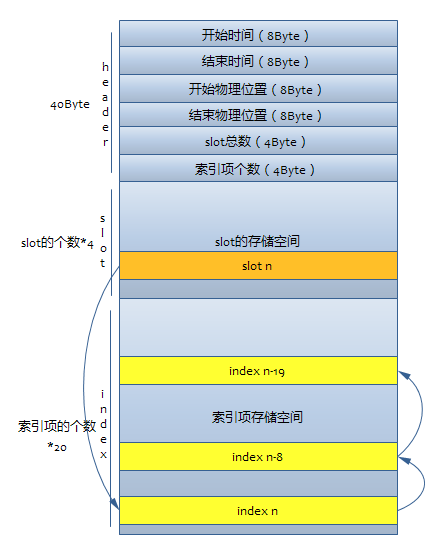 开始时间（8Byte）
结束时间（8Byte）
开始物理位置（8Byte）
结束物理位置（8Byte）
slot总数（4Byte）
索引项个数（4Byte）
40Byte
header
slot的个数*4
slot
slot的存储空间
slot n
index n-19
索引项存储空间
index n-8
index n
索引项的个数
*20
index